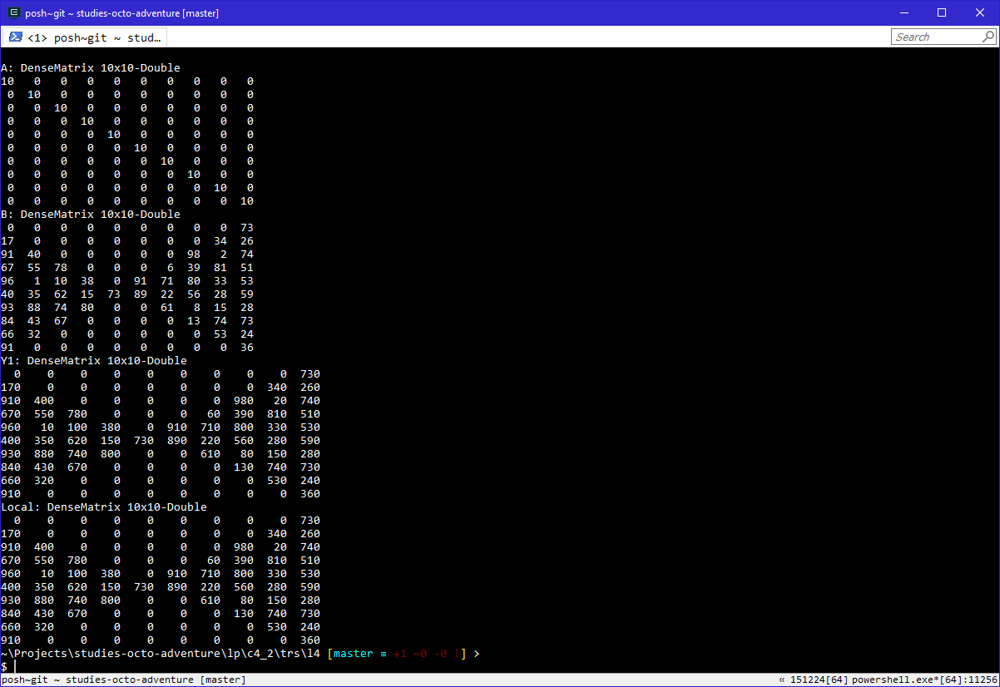 posh~git ~ studies-octo-adventure [master]
<1> posh~git ~ stud...
Search
A: DenseMatrix 10x10-Double
10   0   0   0   0   0   0   0   0   0
 0  10   0   0   0   0   0   0   0   0
 0   0  10   0   0   0   0   0   0   0
 0   0   0  10   0   0   0   0   0   0
 0   0   0   0  10   0   0   0   0   0
 0   0   0   0   0  10   0   0   0   0
 0   0   0   0   0   0  10   0   0   0
 0   0   0   0   0   0   0  10   0   0
 0   0   0   0   0   0   0   0  10   0
 0   0   0   0   0   0   0   0   0  10
B: DenseMatrix 10x10-Double
 0   0   0   0   0   0   0   0   0  73
17   0   0   0   0   0   0   0  34  26
91  40   0   0   0   0   0  98   2  74
67  55  78   0   0   0   6  39  81  51
96   1  10  38   0  91  71  80  33  53
40  35  62  15  73  89  22  56  28  59
93  88  74  80   0   0  61   8  15  28
84  43  67   0   0   0   0  13  74  73
66  32   0   0   0   0   0   0  53  24
91   0   0   0   0   0   0   0   0  36
Y1: DenseMatrix 10x10-Double
  0    0    0    0    0    0    0    0    0  730
170    0    0    0    0    0    0    0  340  260
910  400    0    0    0    0    0  980   20  740
670  550  780    0    0    0   60  390  810  510
960   10  100  380    0  910  710  800  330  530
400  350  620  150  730  890  220  560  280  590
930  880  740  800    0    0  610   80  150  280
840  430  670    0    0    0    0  130  740  730
660  320    0    0    0    0    0    0  530  240
910    0    0    0    0    0    0    0    0  360
Local: DenseMatrix 10x10-Double
  0    0    0    0    0    0    0    0    0  730
170    0    0    0    0    0    0    0  340  260
910  400    0    0    0    0    0  980   20  740
670  550  780    0    0    0   60  390  810  510
960   10  100  380    0  910  710  800  330  530
400  350  620  150  730  890  220  560  280  590
930  880  740  800    0    0  610   80  150  280
840  430  670    0    0    0    0  130  740  730
660  320    0    0    0    0    0    0  530  240
910    0    0    0    0    0    0    0    0  360
~\Projects\studies-octo-adventure\lp\c4_2\trs\l4 [master ≡ +1 ~0 -0 !] >
$
posh~git ~ studies-octo-adventure [master]
« 151224[64] powershell.exe*[64]:11256